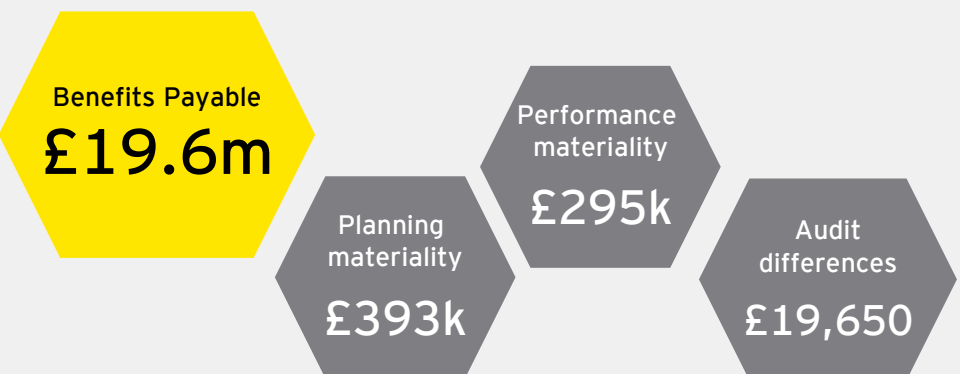 Benefits Payable
£19.6m
Planning
materiality
£393k
Performance
materiality
£295k
Audit
differences
£19,650